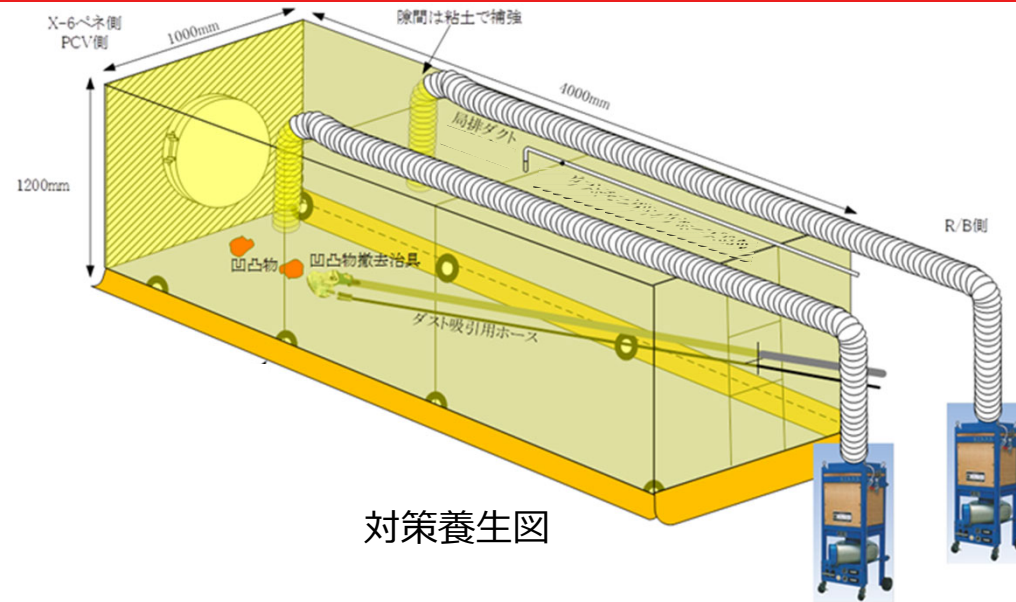 X-6ペネ側
PCV側
1000mm
隙間は粘土で補強
4000mm
局排ダクト
1200mm
R/B側
凹凸物
凹凸物撤去治具
ダスト吸引用ホース
対策養生図